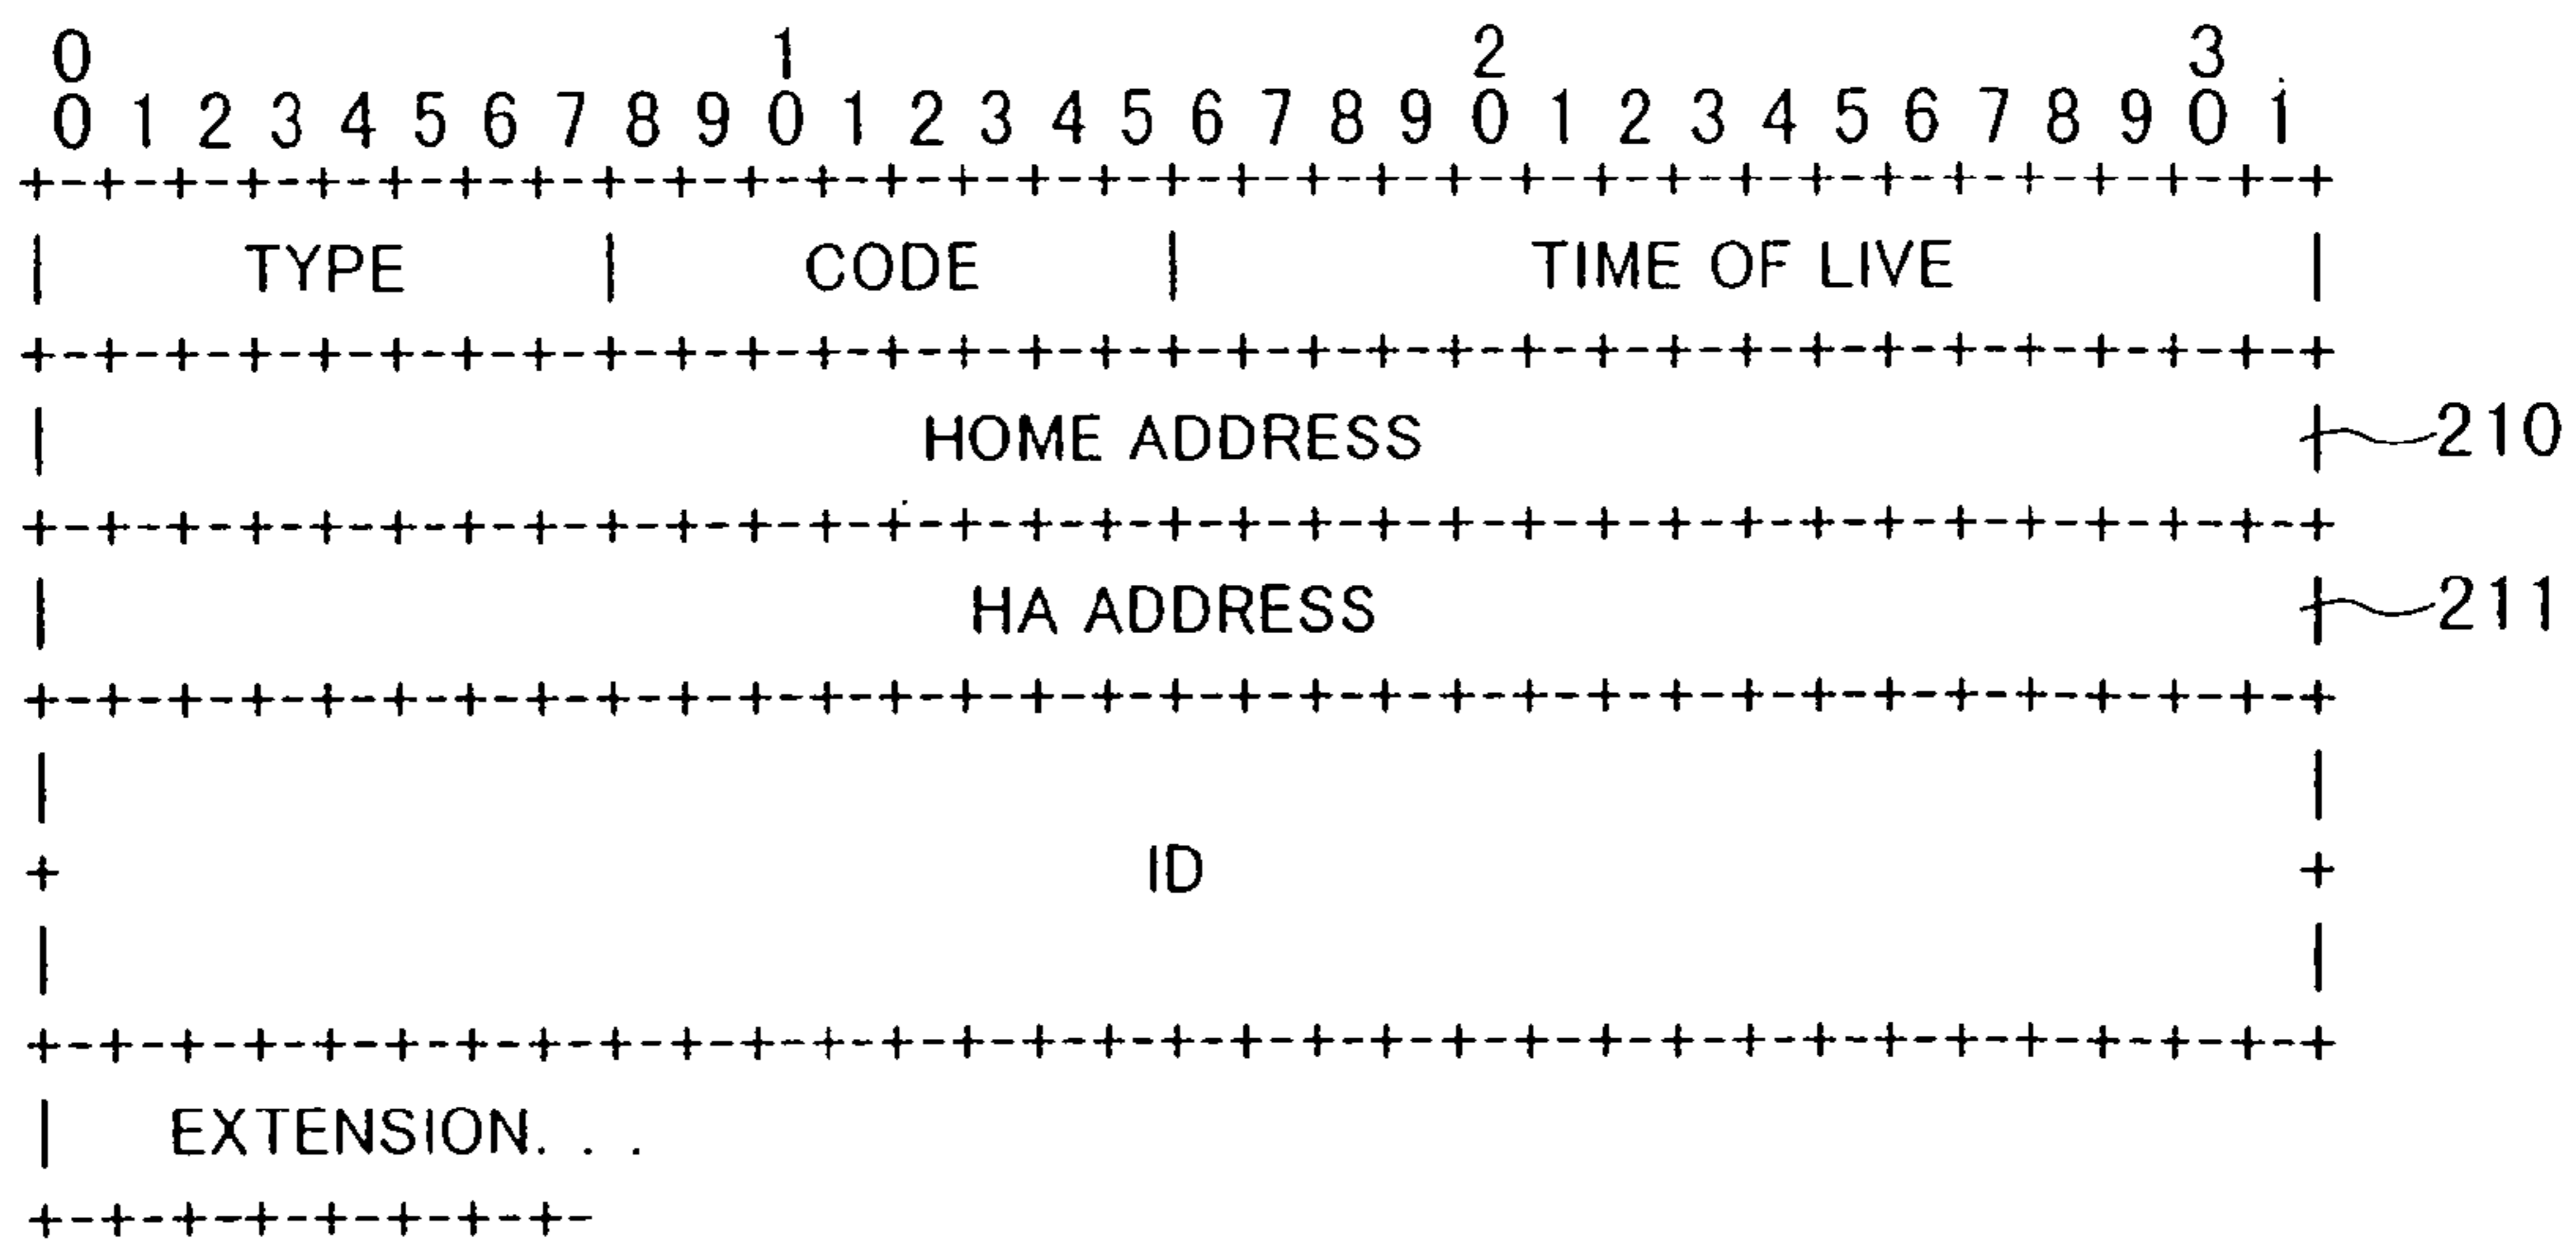 0 1 2 3
0 1 2 3 4 5 6 7 8 9 0 1 2 3 4 5 6 7 8 9 0 1 2 3 4 5 6 7 8 9 0 1
+-+-+-+-+-+-+-+-+-+-+-+-+-+-+-+-+-+-+-+-+-+-+-+-+-+-+-+-+-+-+-+-+
| TYPE | CODE | TIME OF LIVE |
+-+-+-+-+-+-+-+-+-+-+-+-+-+-+-+-+-+-+-+-+-+-+-+-+-+-+-+-+-+-+-+-+
| HOME ADDRESS | 210
+-+-+-+-+-+-+-+-+-+-+-+-+-+-+-+-+-+-+-+-+-+-+-+-+-+-+-+-+-+-+-+-+
| HA ADDRESS | 211
+-+-+-+-+-+-+-+-+-+-+-+-+-+-+-+-+-+-+-+-+-+-+-+-+-+-+-+-+-+-+-+-+
| |
+ ID +
| |
+-+-+-+-+-+-+-+-+-+-+-+-+-+-+-+-+-+-+-+-+-+-+-+-+-+-+-+-+-+-+-+-+
| EXTENSION. . .
+-+-+-+-+-+-+-+-